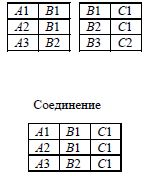 A1 B1 B1 C1
A2 B1 B1 C1
A3 B2 B3 C2
Соединение
A1 B1 C1
A2 B1 C1
A3 B2 C1